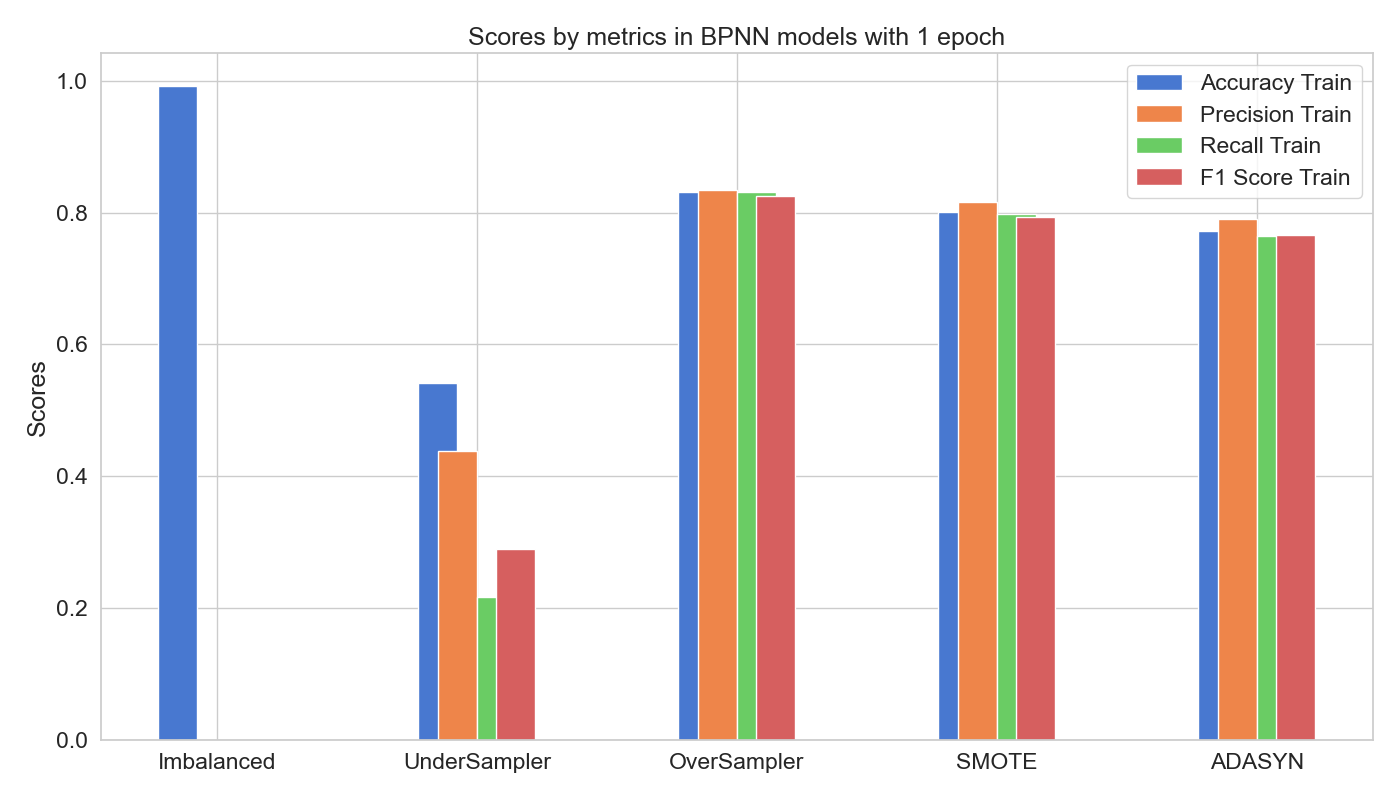 Scores by metrics in BPNN models with 1 epoch
Accuracy Train
Precision Train
Recall Train
F1 Score Train
Scores
1.0
0.8
0.6
0.4
0.2
0.0
Imbalanced
UnderSampler
OverSampler
SMOTE
ADASYN